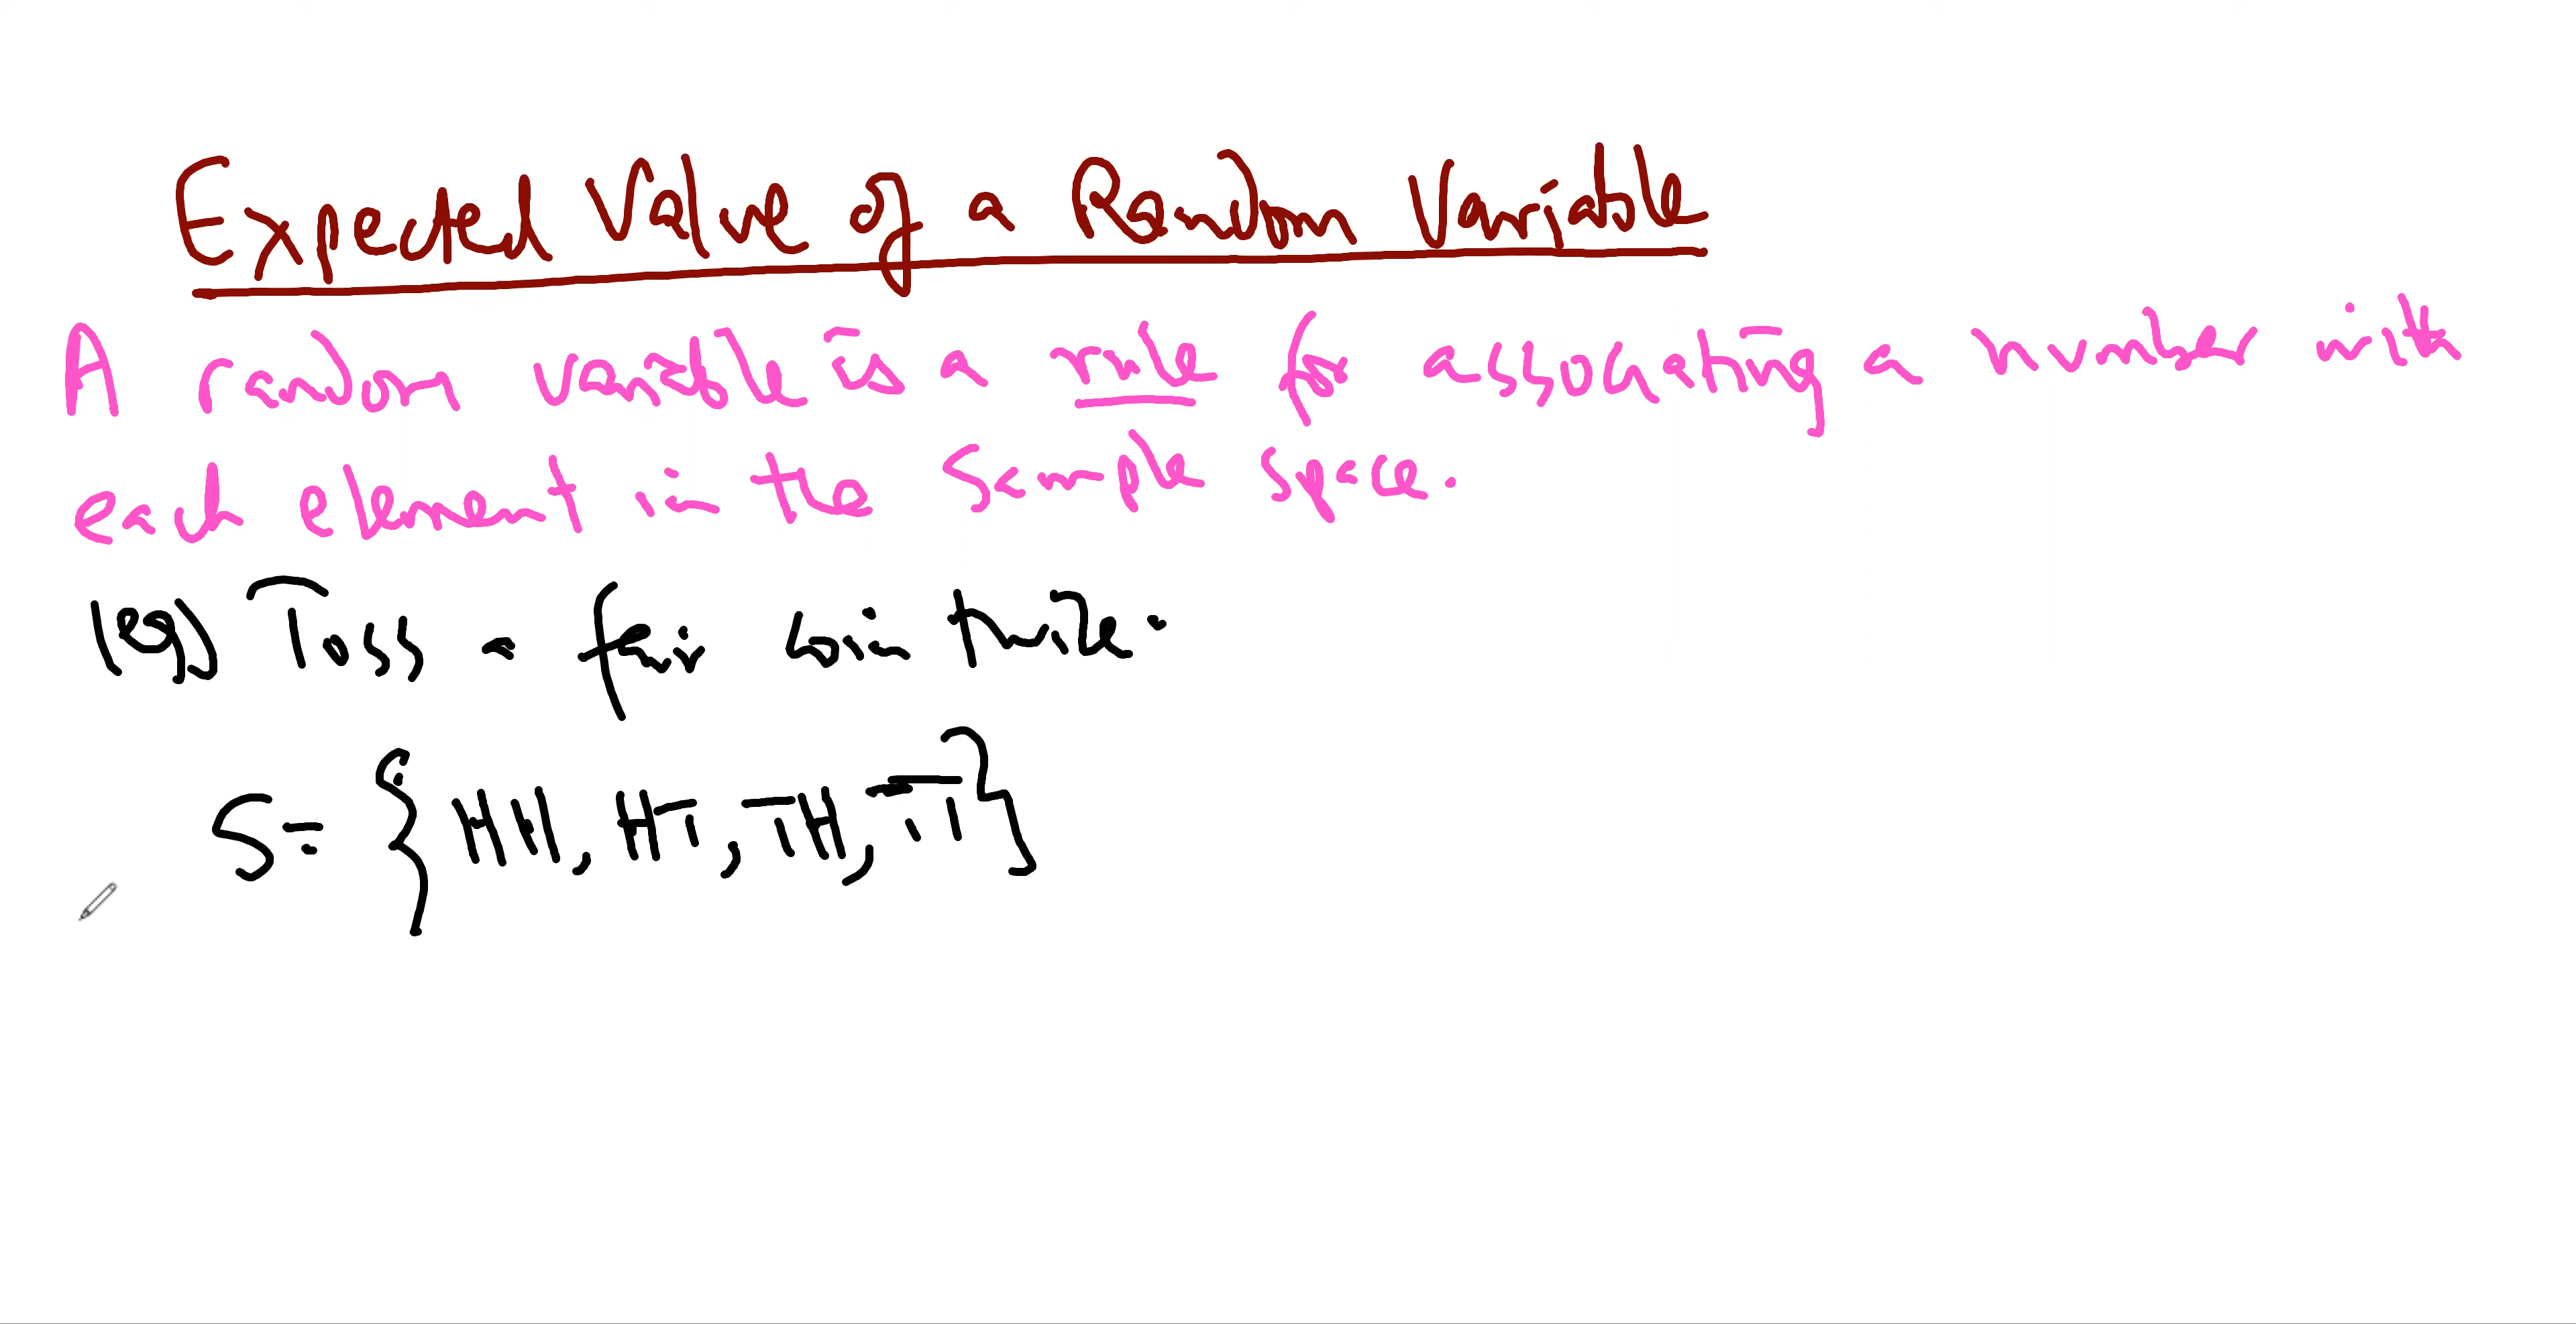 Expected Value of a Random Variable
A random variable is a rule for associating a number with
each element in the sample space.
(eg) Toss a fair coin twice.
S = { HH, HT, TH, TT }